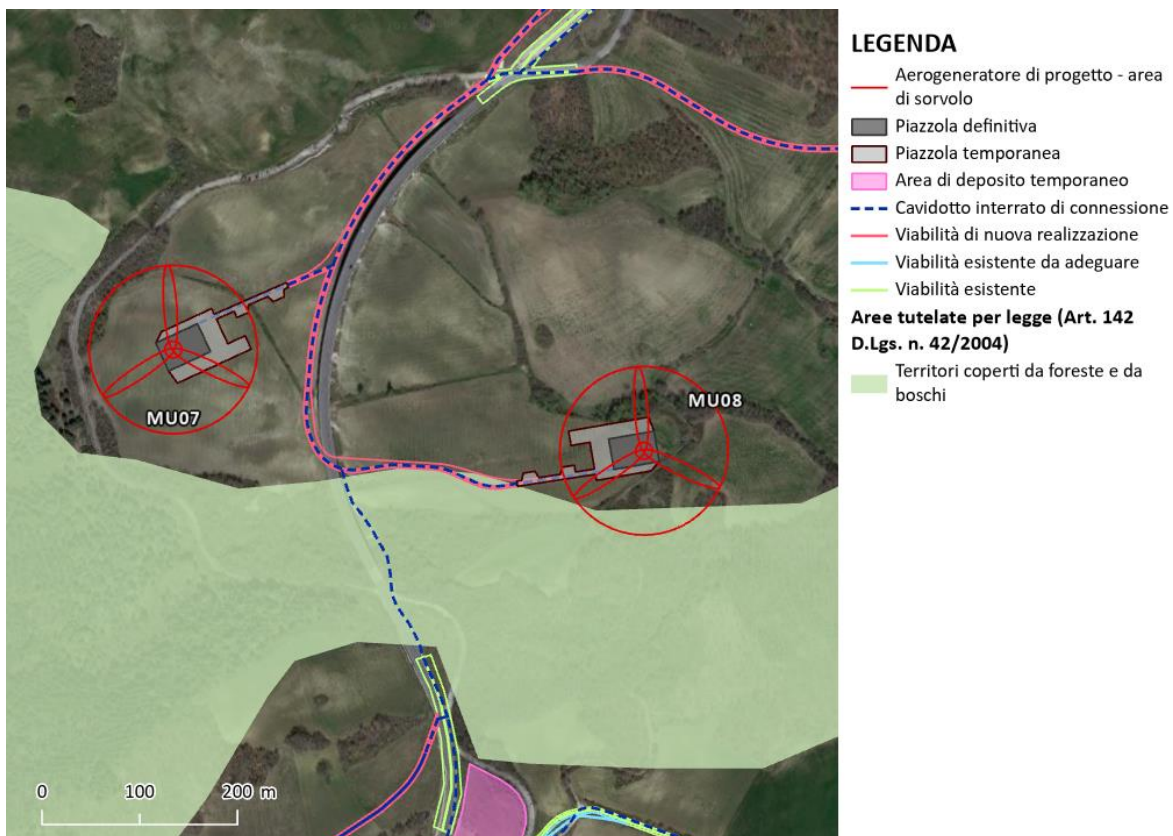 LEGENDA
Aerogeneratore di progetto - area
di sorvolo
Piazzola definitiva
Piazzola temporanea
Area di deposito temporaneo
Cavidotto interrato di connessione
Viabilità di nuova realizzazione
Viabilità esistente da adeguare
Viabilità esistente
Aree tutelate per legge (Art. 142
D.Lgs. n. 42/2004)
Territori coperti da foreste e da
boschi
MU07
MU08
0 100 200 m